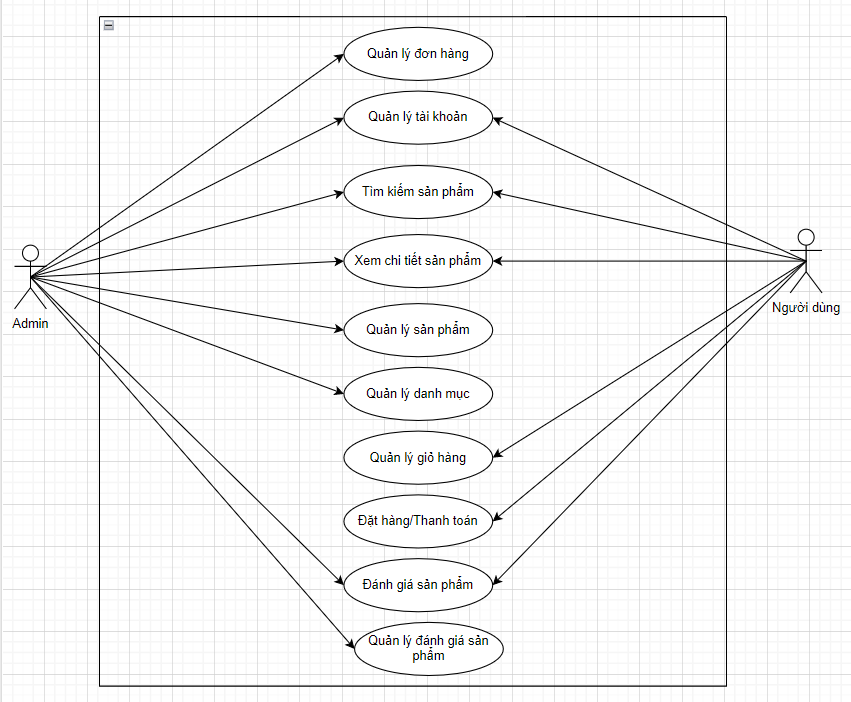 Quản lý đơn hàng
Quản lý tài khoản
Tìm kiếm sản phẩm
Xem chi tiết sản phẩm
Admin
Người dùng
Quản lý sản phẩm
Quản lý danh mục
Quản lý giỏ hàng
Đặt hàng/Thanh toán
Đánh giá sản phẩm
Quản lý đánh giá sản
phẩm